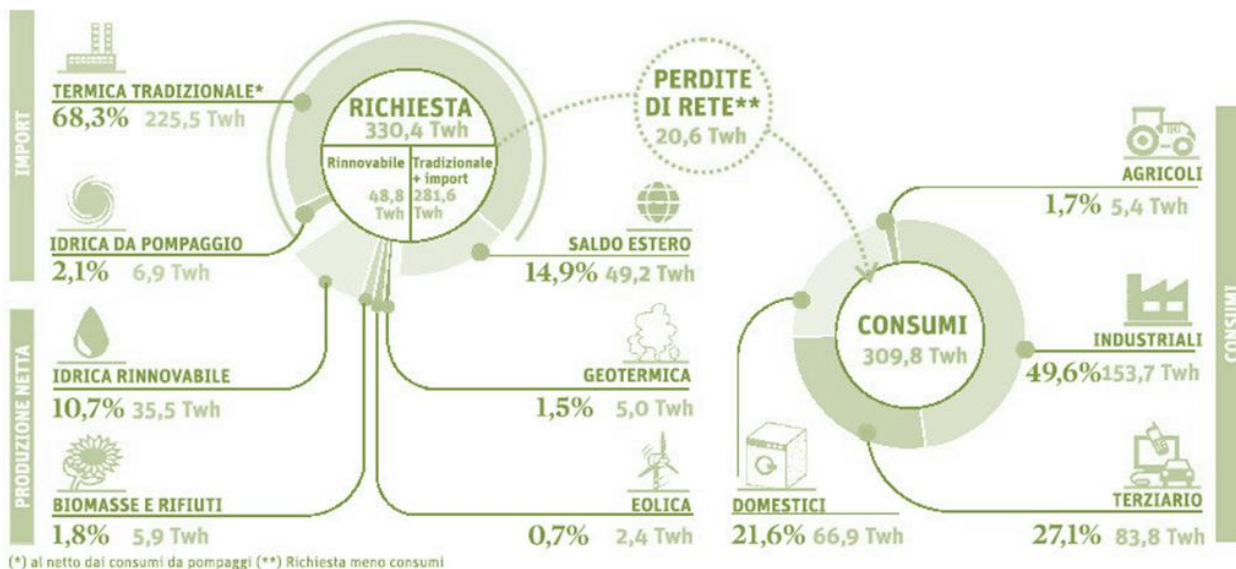 IMPORT
TERMICA TRADIZIONALE*
68,3% 225,5 Twh
IDRICA DA POMPAGGIO
2,1% 6,9 Twh
PRODUZIONE NETTA
IDRICA RINNOVABILE
10,7% 35,5 Twh
BIOMASSE E RIFIUTI
1,8% 5,9 Twh
RICHIESTA
330,4 Twh
Rinnovabile
48,8
Twh
Tradizionale
+ import
281,6
Twh
SALDO ESTERO
14,9% 49,2 Twh
GEOTERMICA
1,5% 5,0 Twh
EOLICA
0,7% 2,4 Twh
PERDITE
DI RETE**
20,6 Twh
CONSUMI
309,8 Twh
AGRICOLI
1,7% 5,4 Twh
INDUSTRIALI
49,6% 153,7 Twh
DOMESTICI
21,6% 66,9 Twh
TERZIARIO
27,1% 83,8 Twh
CONSUMI
(*) al netto dai consumi da pompaggi (**) Richiesta meno consumi